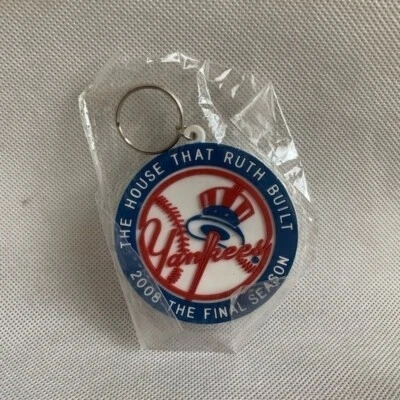 THE HOUSE THAT RUTH BUILT
Yankees
2008 THE FINAL SEASON